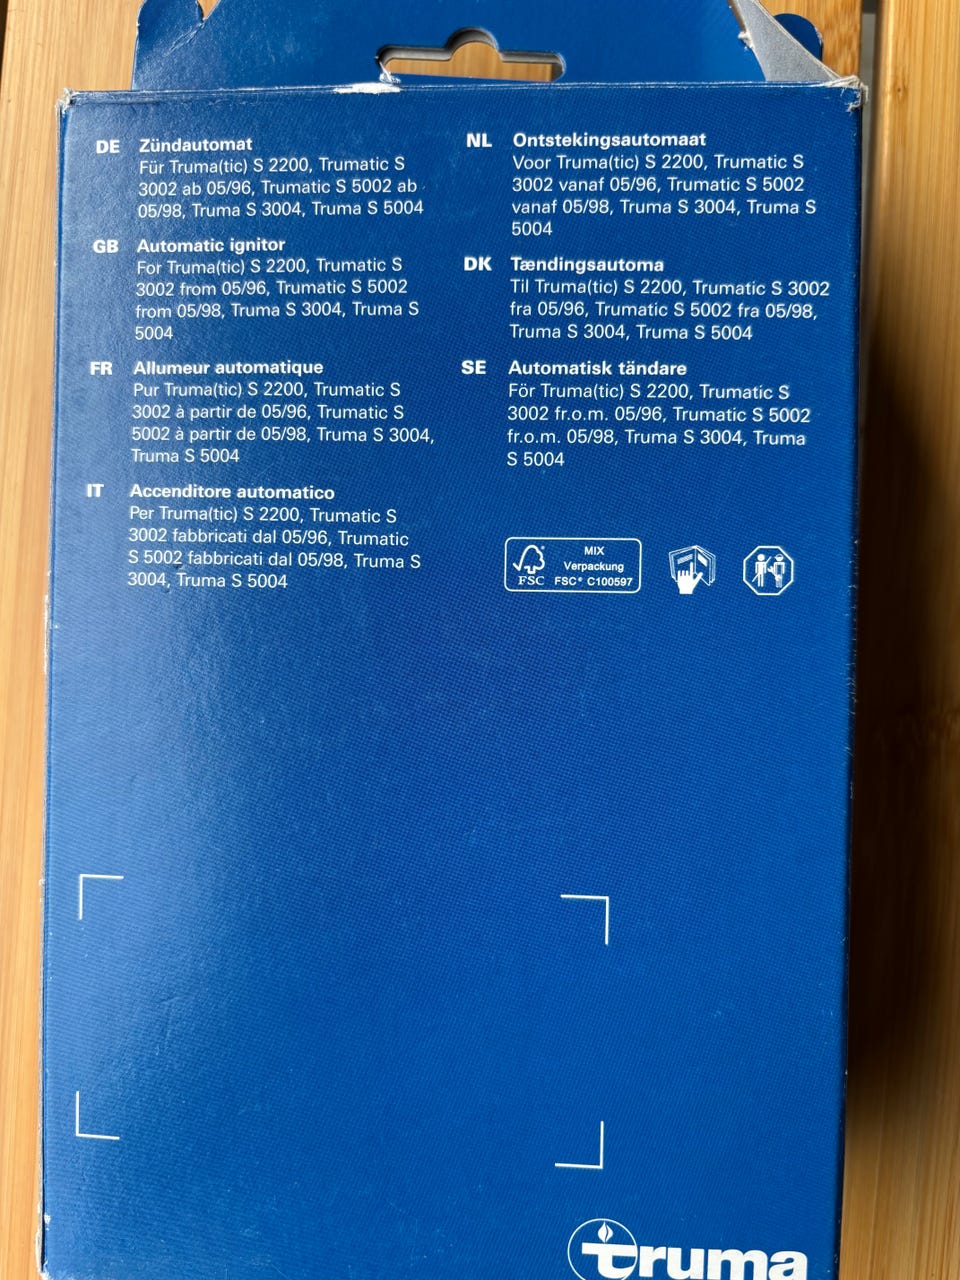 DE Zündautomat
Für Truma(tic) S 2200, Trumatic S
3002 ab 05/96, Trumatic S 5002 ab
05/98, Truma S 3004, Truma S 5004
GB Automatic ignitor
For Truma(tic) S 2200, Trumatic S
3002 from 05/96, Trumatic S 5002
from 05/98, Truma S 3004, Truma S
5004
FR Allumeur automatique
Pur Truma(tic) S 2200, Trumatic S
3002 à partir de 05/96, Trumatic S
5002 à partir de 05/98, Truma S 3004,
Truma S 5004
IT Accenditore automatico
Per Truma(tic) S 2200, Trumatic S
3002 fabbricati dal 05/96, Trumatic
S 5002 fabbricati dal 05/98, Truma S
3004, Truma S 5004
NL Ontstekingsautomaat
Voor Truma(tic) S 2200, Trumatic S
3002 vanaf 05/96, Trumatic S 5002
vanaf 05/98, Truma S 3004, Truma S
5004
DK Tændingsautoma
Til Truma(tic) S 2200, Trumatic S 3002
fra 05/96, Trumatic S 5002 fra 05/98,
Truma S 3004, Truma S 5004
SE Automatisk tändare
För Truma(tic) S 2200, Trumatic S
3002 fr.o.m. 05/96, Trumatic S 5002
fr.o.m. 05/98, Truma S 3004, Truma
S 5004
FSC
MIX
Verpackung
FSC® C100597
truma